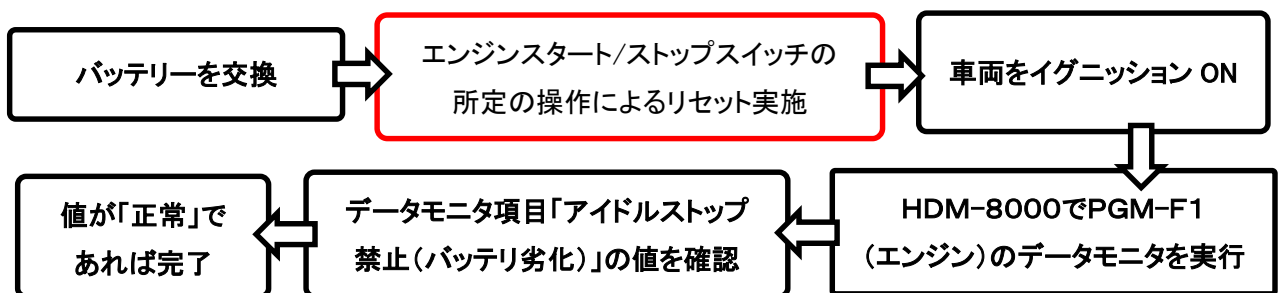 バッテリーを交換
エンジンスタート/ストップスイッチの
所定の操作によるリセット実施
車両をイグニッション ON
HDM-8000でPGM-F1
(エンジン)のデータモニタを実行
データモニタ項目「アイドルストップ
禁止(バッテリ劣化)」の値を確認
値が「正常」で
あれば完了